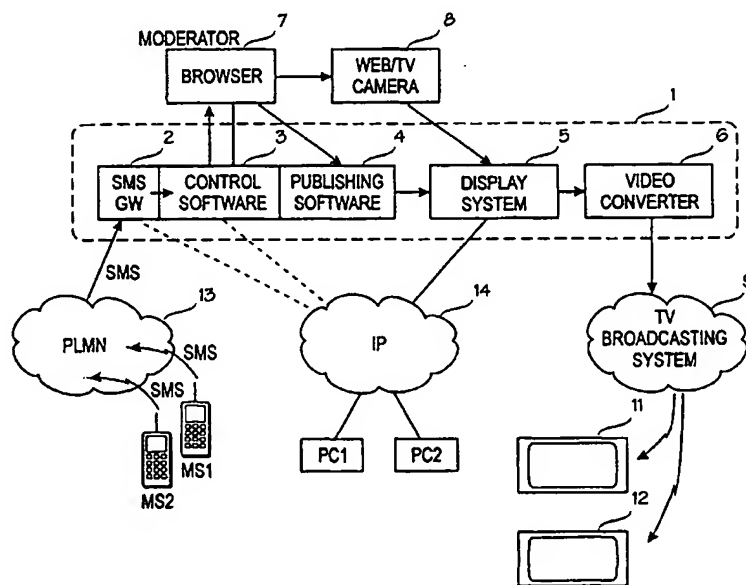 7
8
MODERATOR
BROWSER
WEB/TV
CAMERA
1
2
3
4
5
6
SMS
GW
CONTROL
SOFTWARE
PUBLISHING
SOFTWARE
DISPLAY
SYSTEM
VIDEO
CONVERTER
SMS
13
14
9
PLMN
SMS
SMS
IP
TV
BROADCASTING
SYSTEM
MS1
MS2
PC1
PC2
11
12